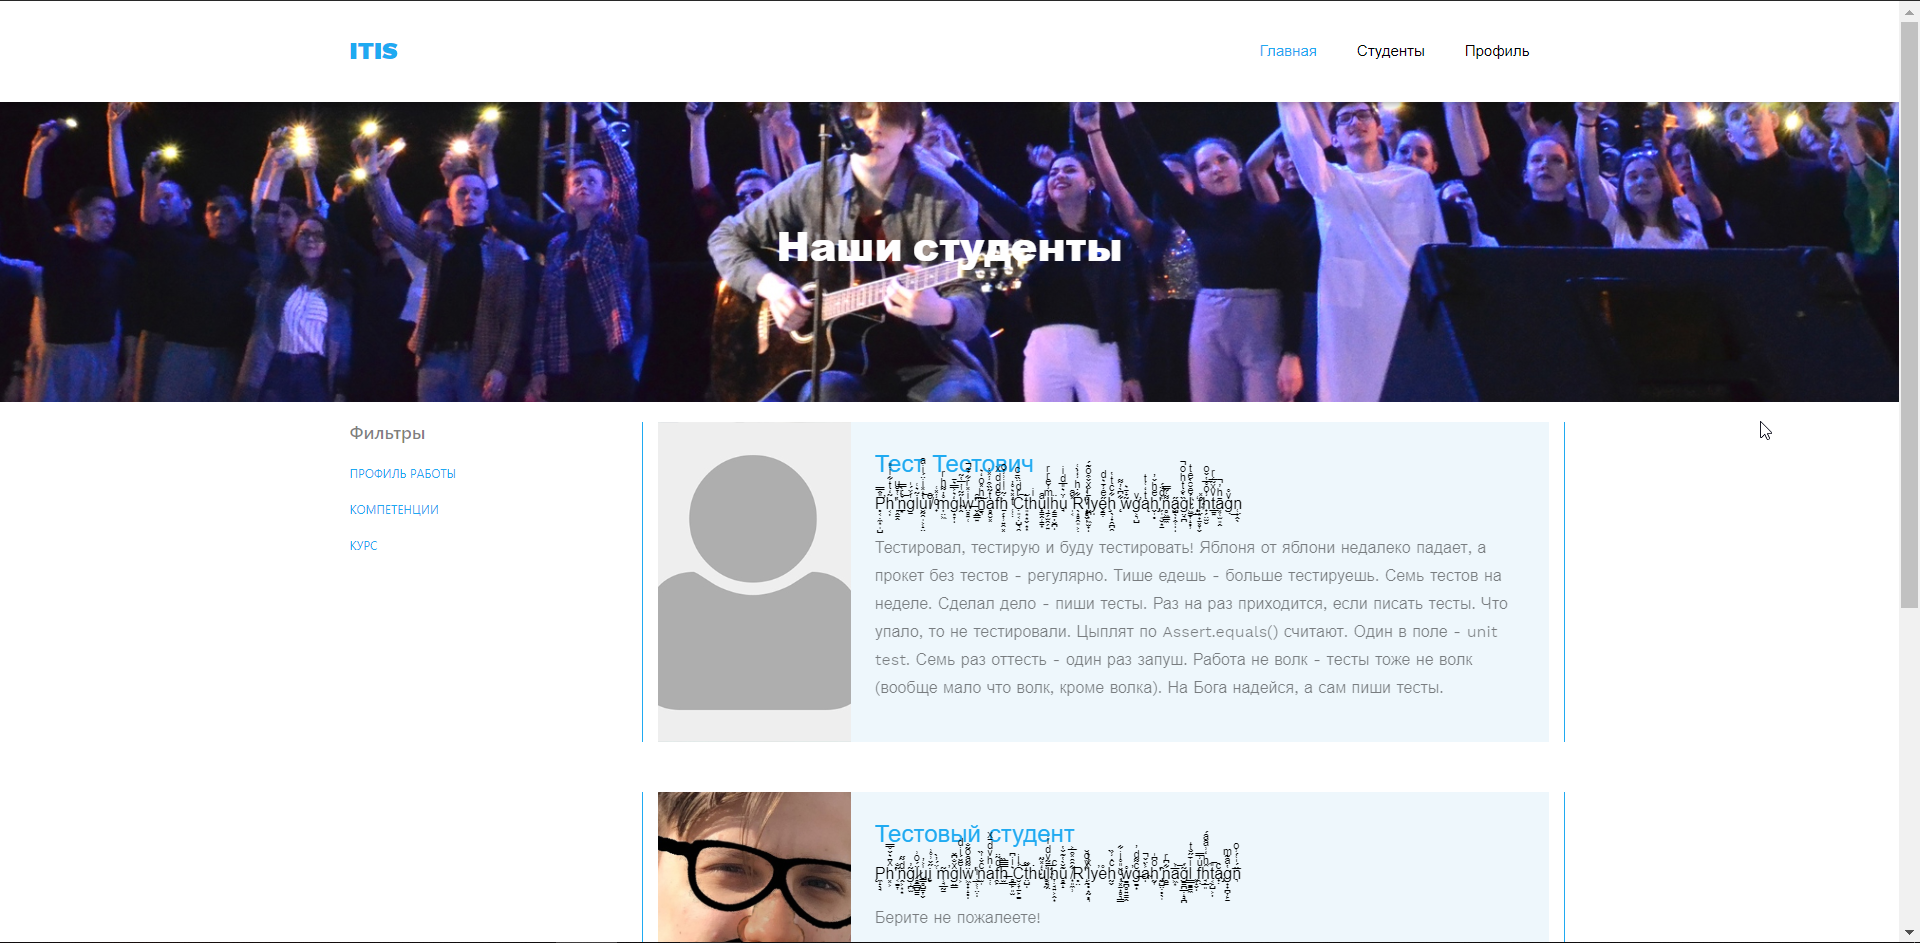 ITIS
Главная Студенты Профиль
Наши студенты
Фильтры
ПРОФИЛЬ РАБОТЫ
КОМПЕТЕНЦИИ
КУРС
Тест Тестович
Ph'nglui mglw'nafh Cthulhu R'lyeh wgah'nagl fhtagn
Тестировал, тестирую и буду тестировать! Яблоня от яблони недалеко падает, а
прокет без тестов - регулярно. Тише едешь - больше тестируешь. Семь тестов на
неделе. Сделал дело - пиши тесты. Раз на раз приходится, если писать тесты. Что
упало, то не тестировали. Цыплят по Assert.equals() считают. Один в поле - unit
test. Семь раз оттесть - один раз запуш. Работа не волк - тесты тоже не волк
(вообще мало что волк, кроме волка). На Бога надейся, а сам пиши тесты.
Тестовый студент
Ph'nglui mglw'nafh Cthulhu R'lyeh wgah'nagl fhtagn
Берите не пожалеете!